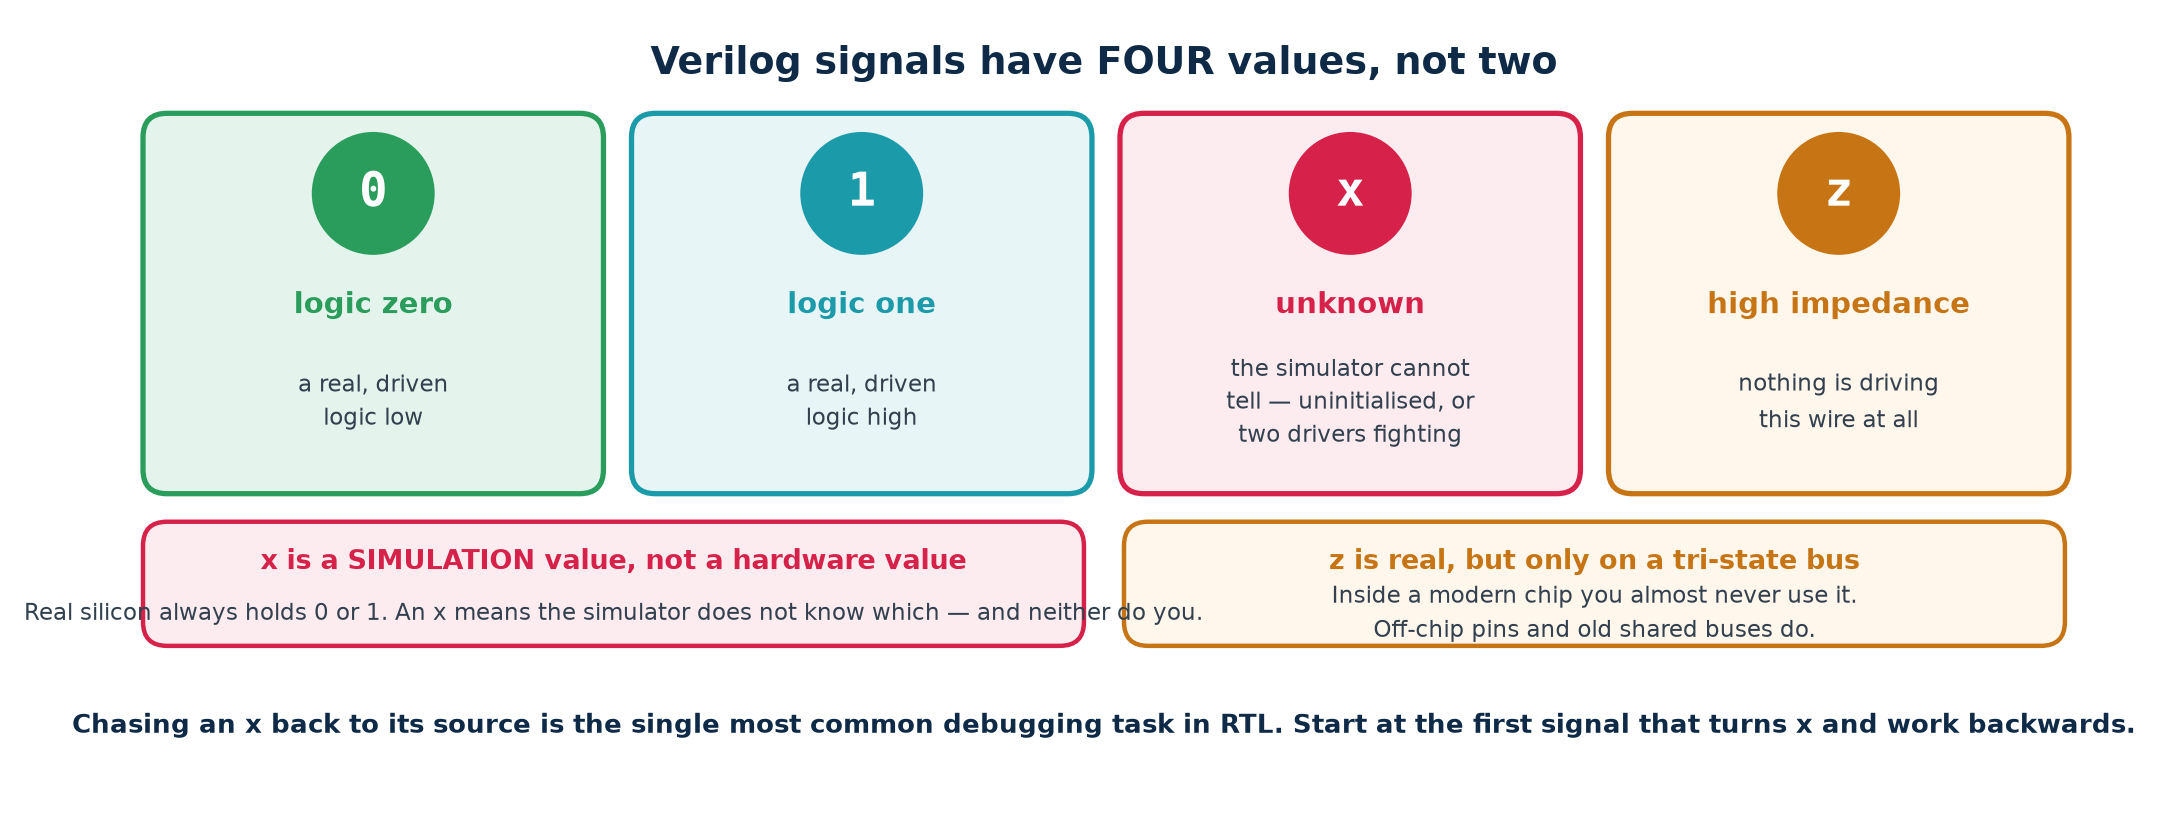 Verilog signals have FOUR values, not two
0
logic zero
a real, driven
logic low
1
logic one
a real, driven
logic high
x
unknown
the simulator cannot
tell — uninitialised, or
two drivers fighting
z
high impedance
nothing is driving
this wire at all
x is a SIMULATION value, not a hardware value
Real silicon always holds 0 or 1. An x means the simulator does not know which — and neither do you.
z is real, but only on a tri-state bus
Inside a modern chip you almost never use it.
Off-chip pins and old shared buses do.
Chasing an x back to its source is the single most common debugging task in RTL. Start at the first signal that turns x and work backwards.